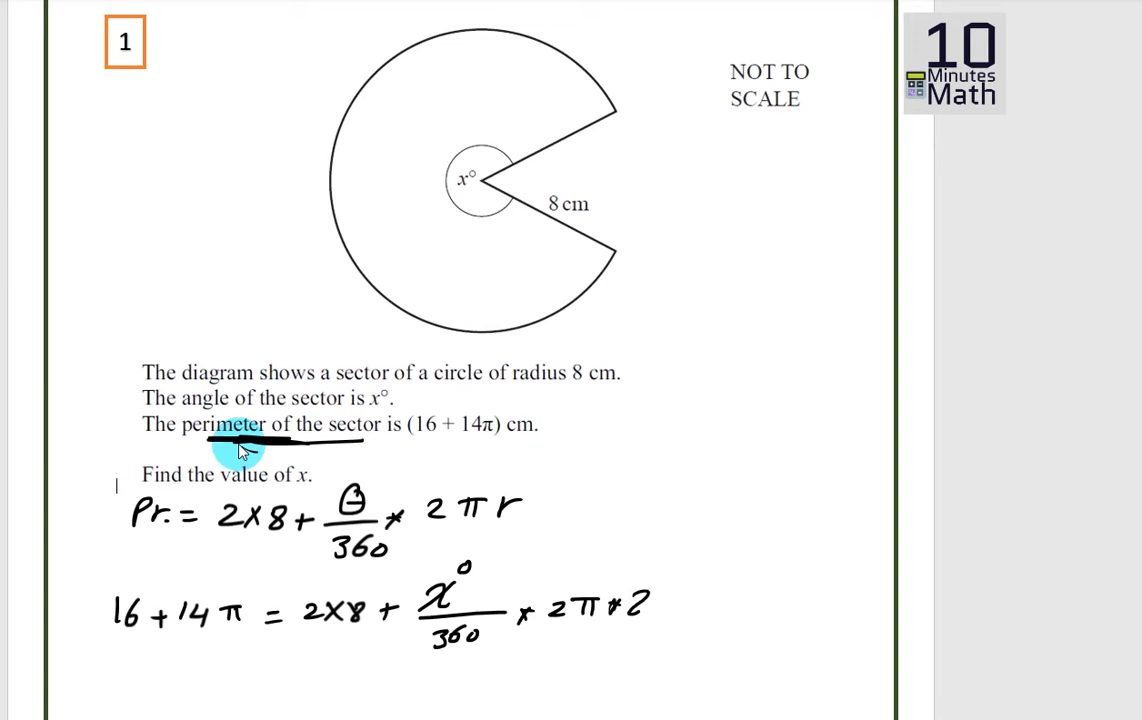 1
10
Minutes
Math
NOT TO
SCALE
x°
8 cm
The diagram shows a sector of a circle of radius 8 cm.
The angle of the sector is x°.
The perimeter of the sector is (16 + 14π) cm.
Find the value of x.
Pr. = 2×8 + θ/360 * 2πr
16 + 14π = 2×8 + x°/360 * 2π*2